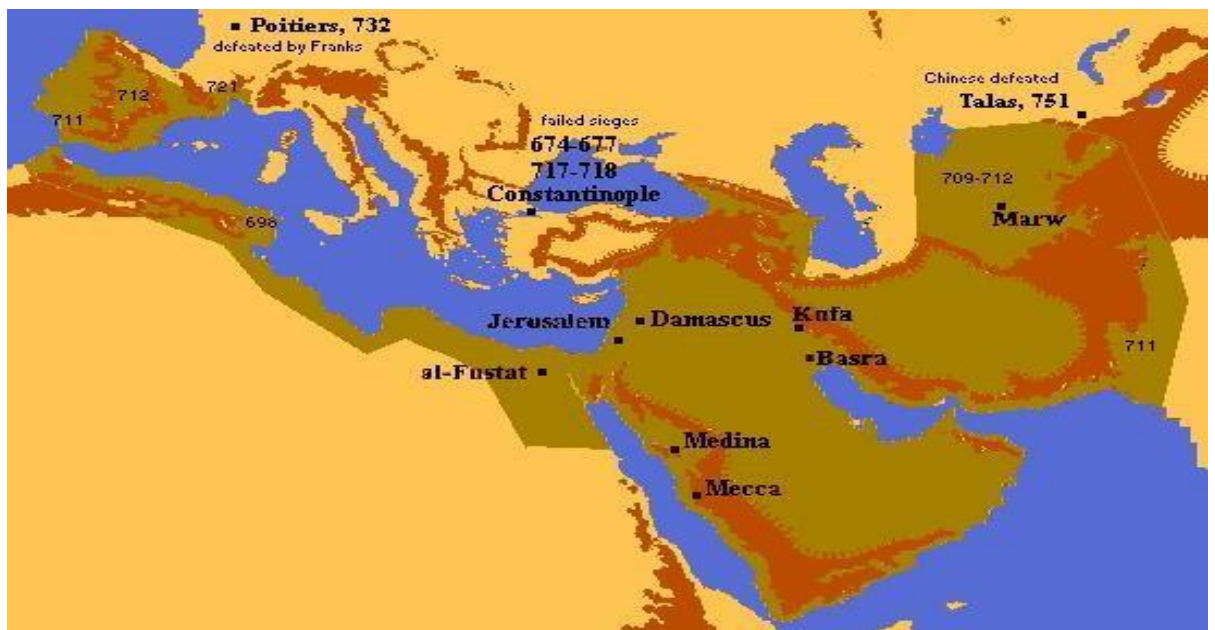 Poitiers, 732
defeated by Franks
721
712
711
698
failed sieges
674-677
717-718
Constantinople
Chinese defeated
Talas, 751
709-712
Marw
Jerusalem
Damascus
Kufa
Basra
711
al-Fustat
Medina
Mecca